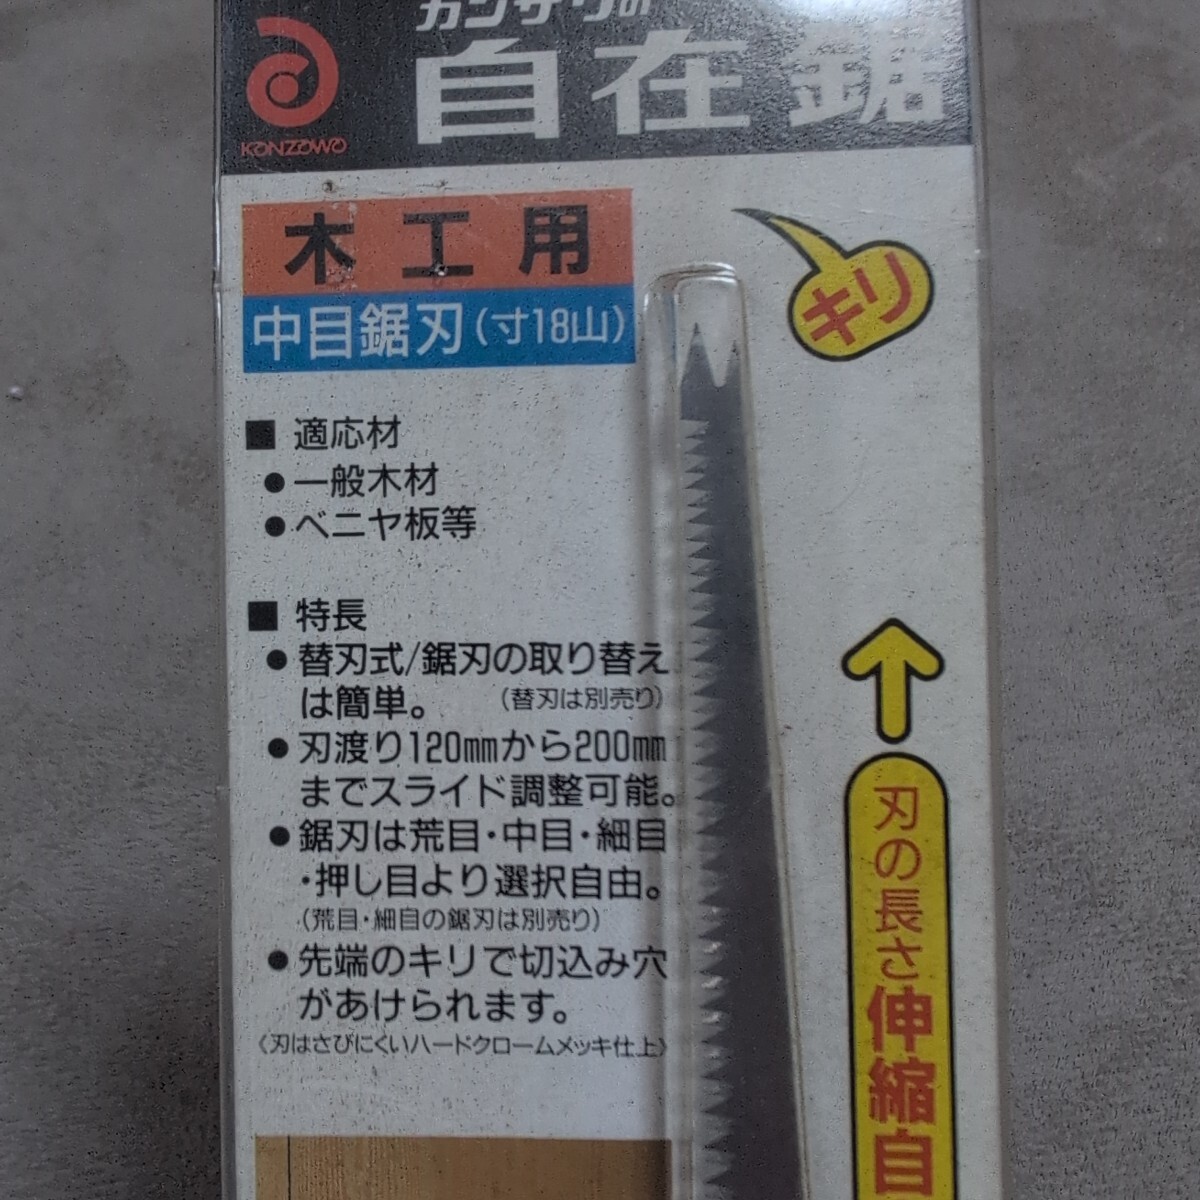 カンザワの
自在鋸
KONZOWO
木工用
キリ
中目鋸刃（寸18山）
■ 適応材
●一般木材
●ベニヤ板等
■ 特長
●替刃式/鋸刃の取り替え
は簡単。（替刃は別売り）
●刃渡り120mmから200mm
までスライド調整可能。
●鋸刃は荒目・中目・細目
・押し目より選択自由。
（荒目・細目の鋸刃は別売り）
●先端のキリで切込み穴
があけられます。
〈刃はさびにくいハードクロームメッキ仕上〉
刃の長さ伸縮自